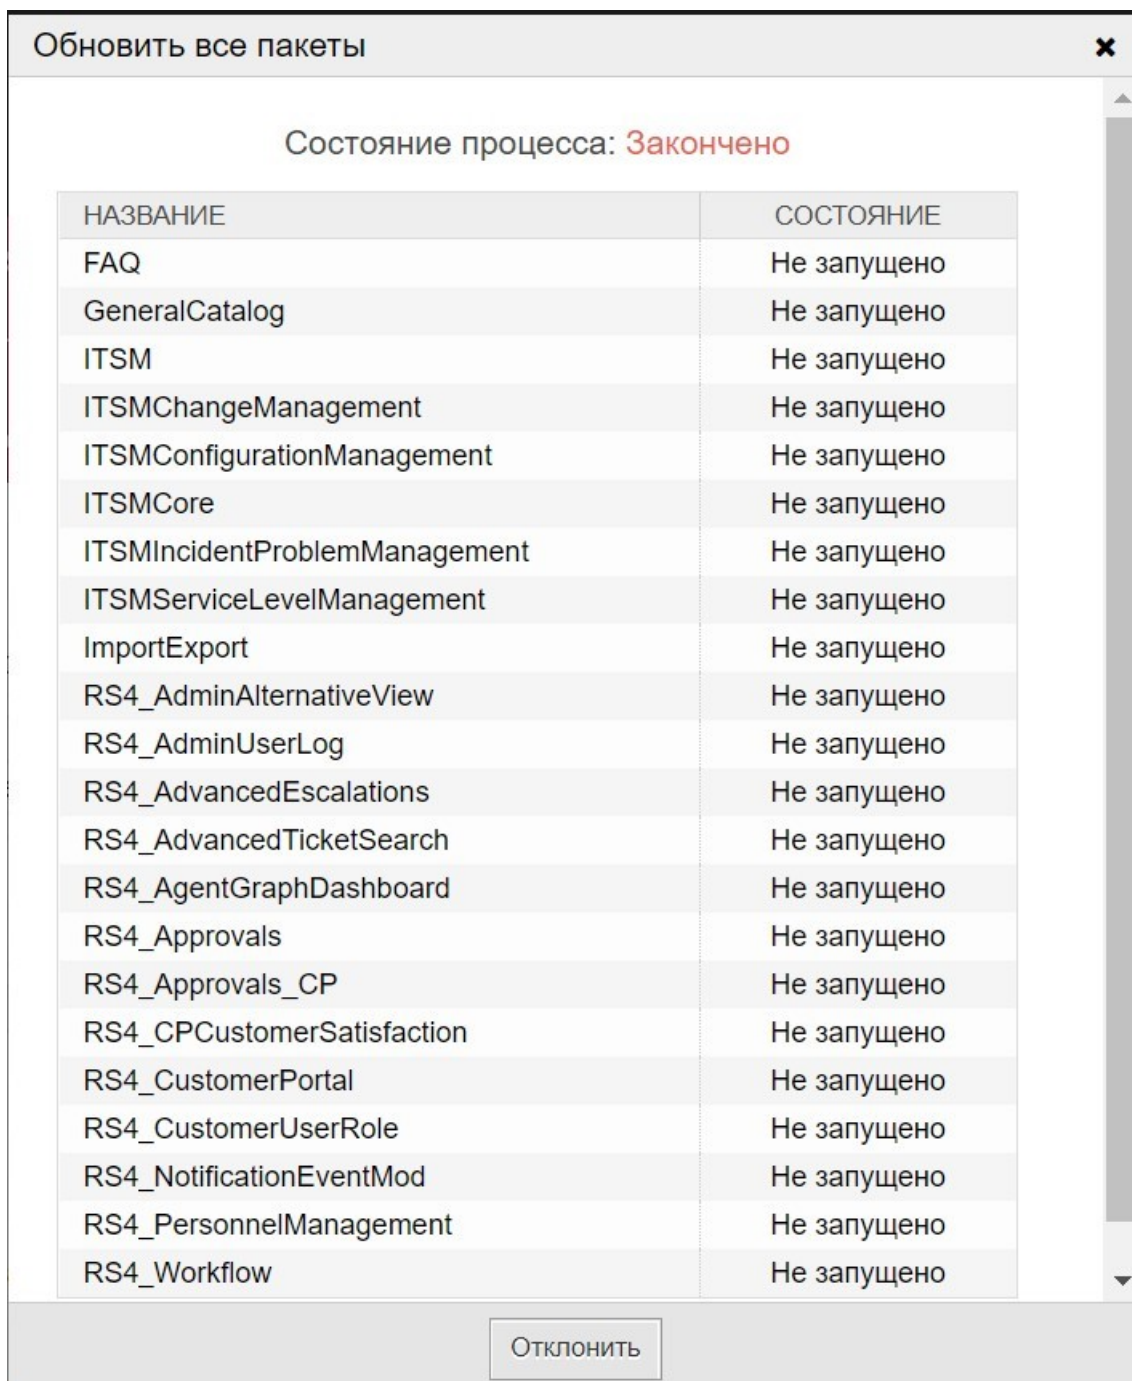 Обновить все пакеты
Состояние процесса: Закончено
НАЗВАНИЕ СОСТОЯНИЕ
FAQ Не запущено
GeneralCatalog Не запущено
ITSM Не запущено
ITSMChangeManagement Не запущено
ITSMConfigurationManagement Не запущено
ITSMCore Не запущено
ITSMIncidentProblemManagement Не запущено
ITSMServiceLevelManagement Не запущено
ImportExport Не запущено
RS4_AdminAlternativeView Не запущено
RS4_AdminUserLog Не запущено
RS4_AdvancedEscalations Не запущено
RS4_AdvancedTicketSearch Не запущено
RS4_AgentGraphDashboard Не запущено
RS4_Approvals Не запущено
RS4_Approvals_CP Не запущено
RS4_CPCustomerSatisfaction Не запущено
RS4_CustomerPortal Не запущено
RS4_CustomerUserRole Не запущено
RS4_NotificationEventMod Не запущено
RS4_PersonnelManagement Не запущено
RS4_Workflow Не запущено
Отклонить